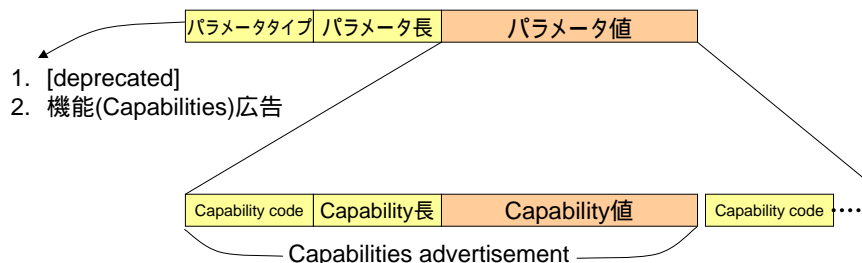 パラメータタイプ パラメータ長 パラメータ値
1. [deprecated]
2. 機能(Capabilities)広告
Capability code Capability長 Capability値 Capability code ····
Capabilities advertisement